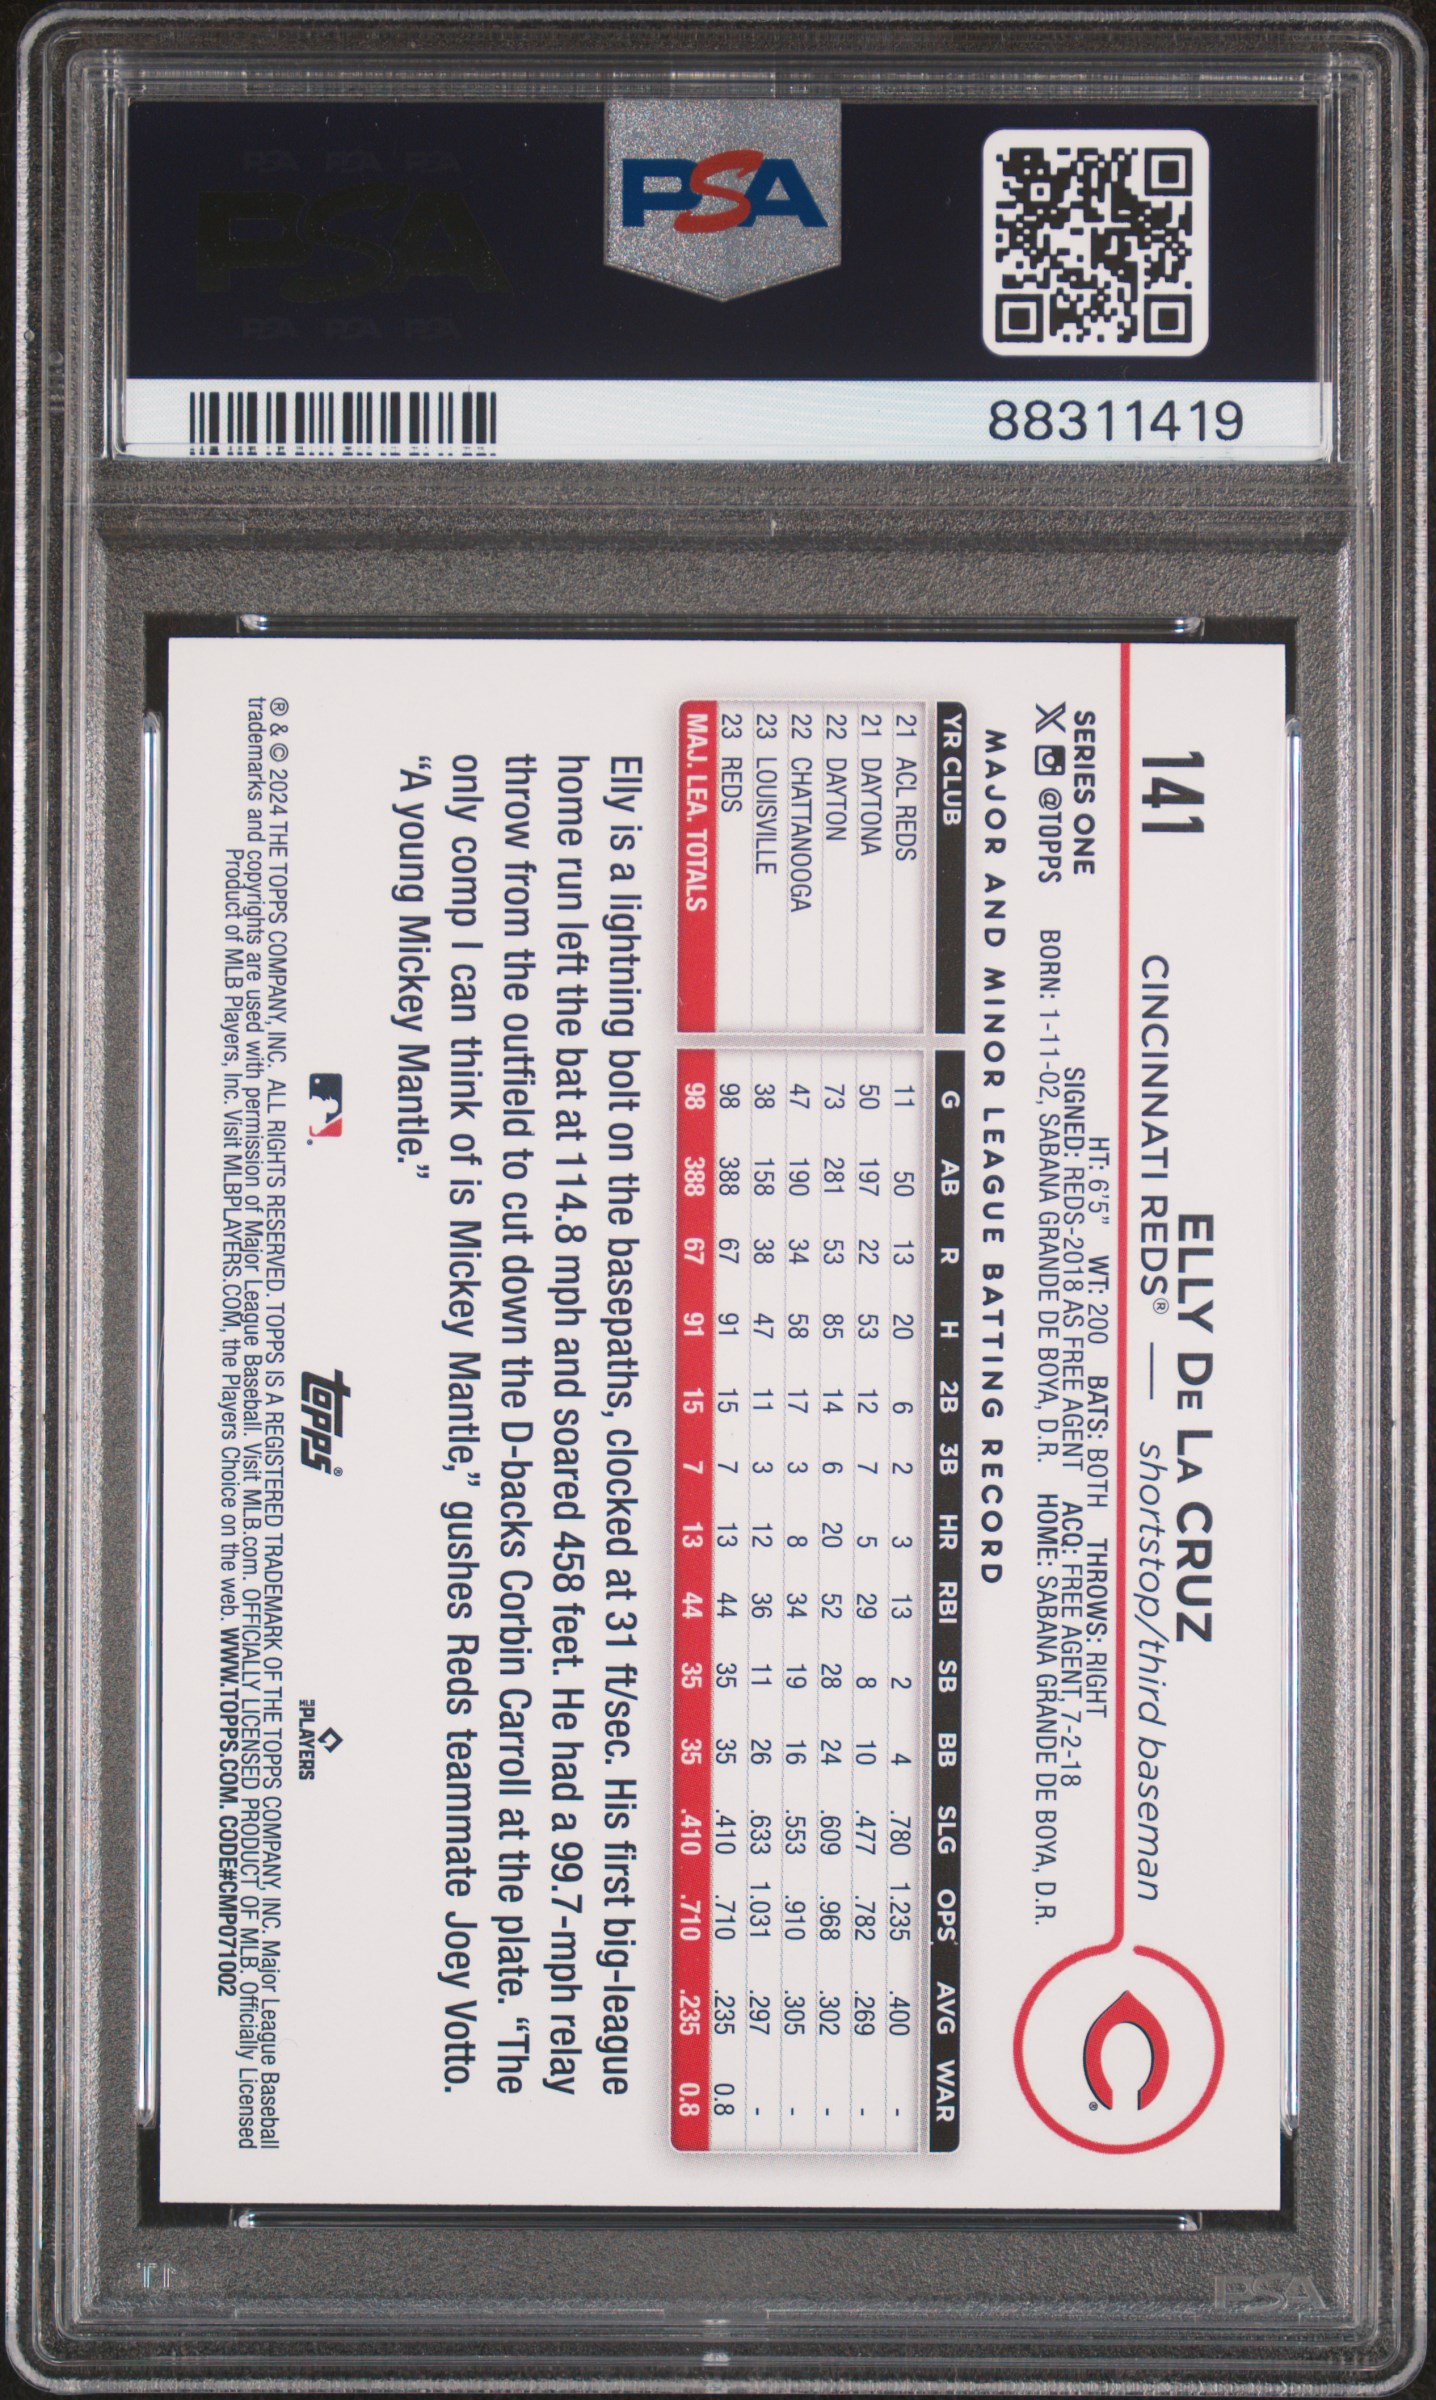 PSA PSA PSA
PSA
PSA PSA PSA
PSA
88311419
141
ELLY De LA CRUZ
CINCINNATI REDS® — shortstop/third baseman
SERIES ONE
X @TOPPS
HT: 6'5" WT: 200 BATS: BOTH THROWS: RIGHT
SIGNED: REDS-2018 AS FREE AGENT ACQ: FREE AGENT, 7-2-18
BORN: 1-11-02, SABANA GRANDE DE BOYA, D.R. HOME: SABANA GRANDE DE BOYA, D.R.
C®
MAJOR AND MINOR LEAGUE BATTING RECORD
YR CLUB G AB R H 2B 3B HR RBI SB BB SLG OPS AVG WAR
21 ACL REDS 11 50 13 20 6 2 3 13 2 4 .780 1.235 .400 -
21 DAYTONA 50 197 22 53 12 7 5 29 8 10 .477 .782 .269 -
22 DAYTON 73 281 53 85 14 6 20 52 28 24 .609 .968 .302 -
22 CHATTANOOGA 47 190 34 58 17 3 8 34 19 16 .553 .910 .305 -
23 LOUISVILLE 38 158 38 47 11 3 12 36 11 26 .633 1.031 .297 -
23 REDS 98 388 67 91 15 7 13 44 35 35 .410 .710 .235 0.8
MAJ. LEA. TOTALS 98 388 67 91 15 7 13 44 35 35 .410 .710 .235 0.8
Elly is a lightning bolt on the basepaths, clocked at 31 ft/sec. His first big-league
home run left the bat at 114.8 mph and soared 458 feet. He had a 99.7-mph relay
throw from the outfield to cut down the D-backs Corbin Carroll at the plate. “The
only comp I can think of is Mickey Mantle,” gushes Reds teammate Joey Votto.
“A young Mickey Mantle.”
topps®
PLAYERS
® & © 2024 THE TOPPS COMPANY, INC. ALL RIGHTS RESERVED. TOPPS IS A REGISTERED TRADEMARK OF THE TOPPS COMPANY, INC. Major League Baseball
trademarks and copyrights are used with permission of Major League Baseball. Visit MLB.com. OFFICIALLY LICENSED PRODUCT OF MLB. Officially Licensed
Product of MLB Players, Inc. Visit MLBPLAYERS.COM, the Players Choice on the web. WWW.TOPPS.COM. CODE#CMP071002
PSA